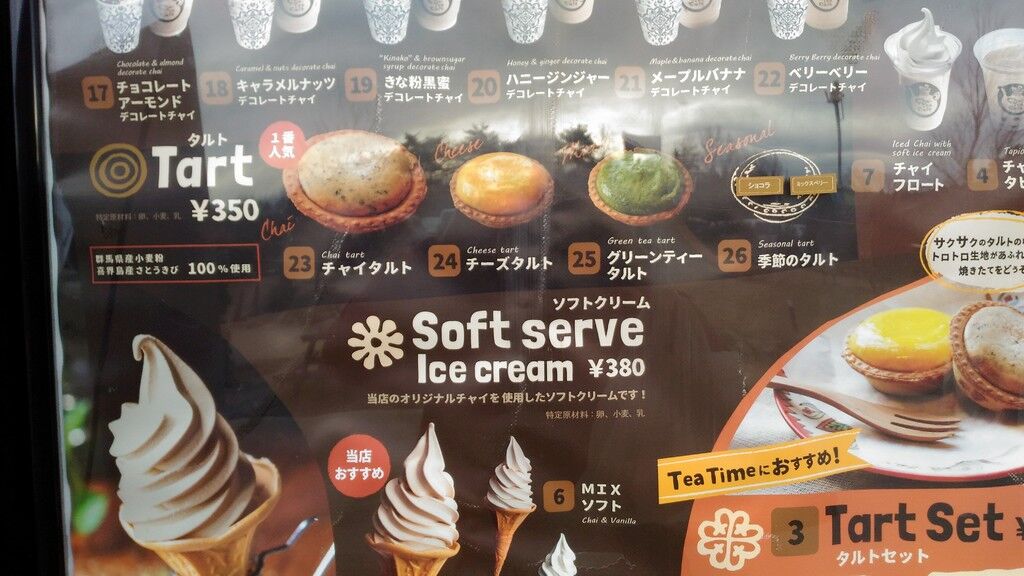 Chocolate & almond
decorate chai
17 チョコレート
アーモンド
デコレートチャイ
Caramel & nuts decorate chai
18 キャラメルナッツ
デコレートチャイ
"Kinako" & brownsugar
syrup decorate chai
19 きな粉黒蜜
デコレートチャイ
Honey & ginger decorate chai
20 ハニージンジャー
デコレートチャイ
Maple & banana decorate chai
21 メープルバナナ
デコレートチャイ
Berry Berry decorate chai
22 ベリーベリー
デコレートチャイ
Iced Chai with
soft ice cream
7 チャイ
フロート
4
タルト
Tart
¥350
特定原材料：卵、小麦、乳
群馬県産小麦粉
喜界島産さとうきび 100%使用
1番
人気
Chai
Cheese
Seasonal
ショコラ
ミックスベリー
Chai tart
23 チャイタルト
Cheese tart
24 チーズタルト
Green tea tart
25 グリーンティー
タルト
Seasonal tart
26 季節のタルト
サクサクのタルトの
トロトロ生地があふれ
焼きたてをどうぞ
ソフトクリーム
Soft serve
Ice cream ¥380
当店のオリジナルチャイを使用したソフトクリームです！
特定原材料：卵、小麦、乳
当店
おすすめ
6 MIX
ソフト
Chai & Vanilla
Tea Timeにおすすめ！
3 Tart Set ¥
タルトセット